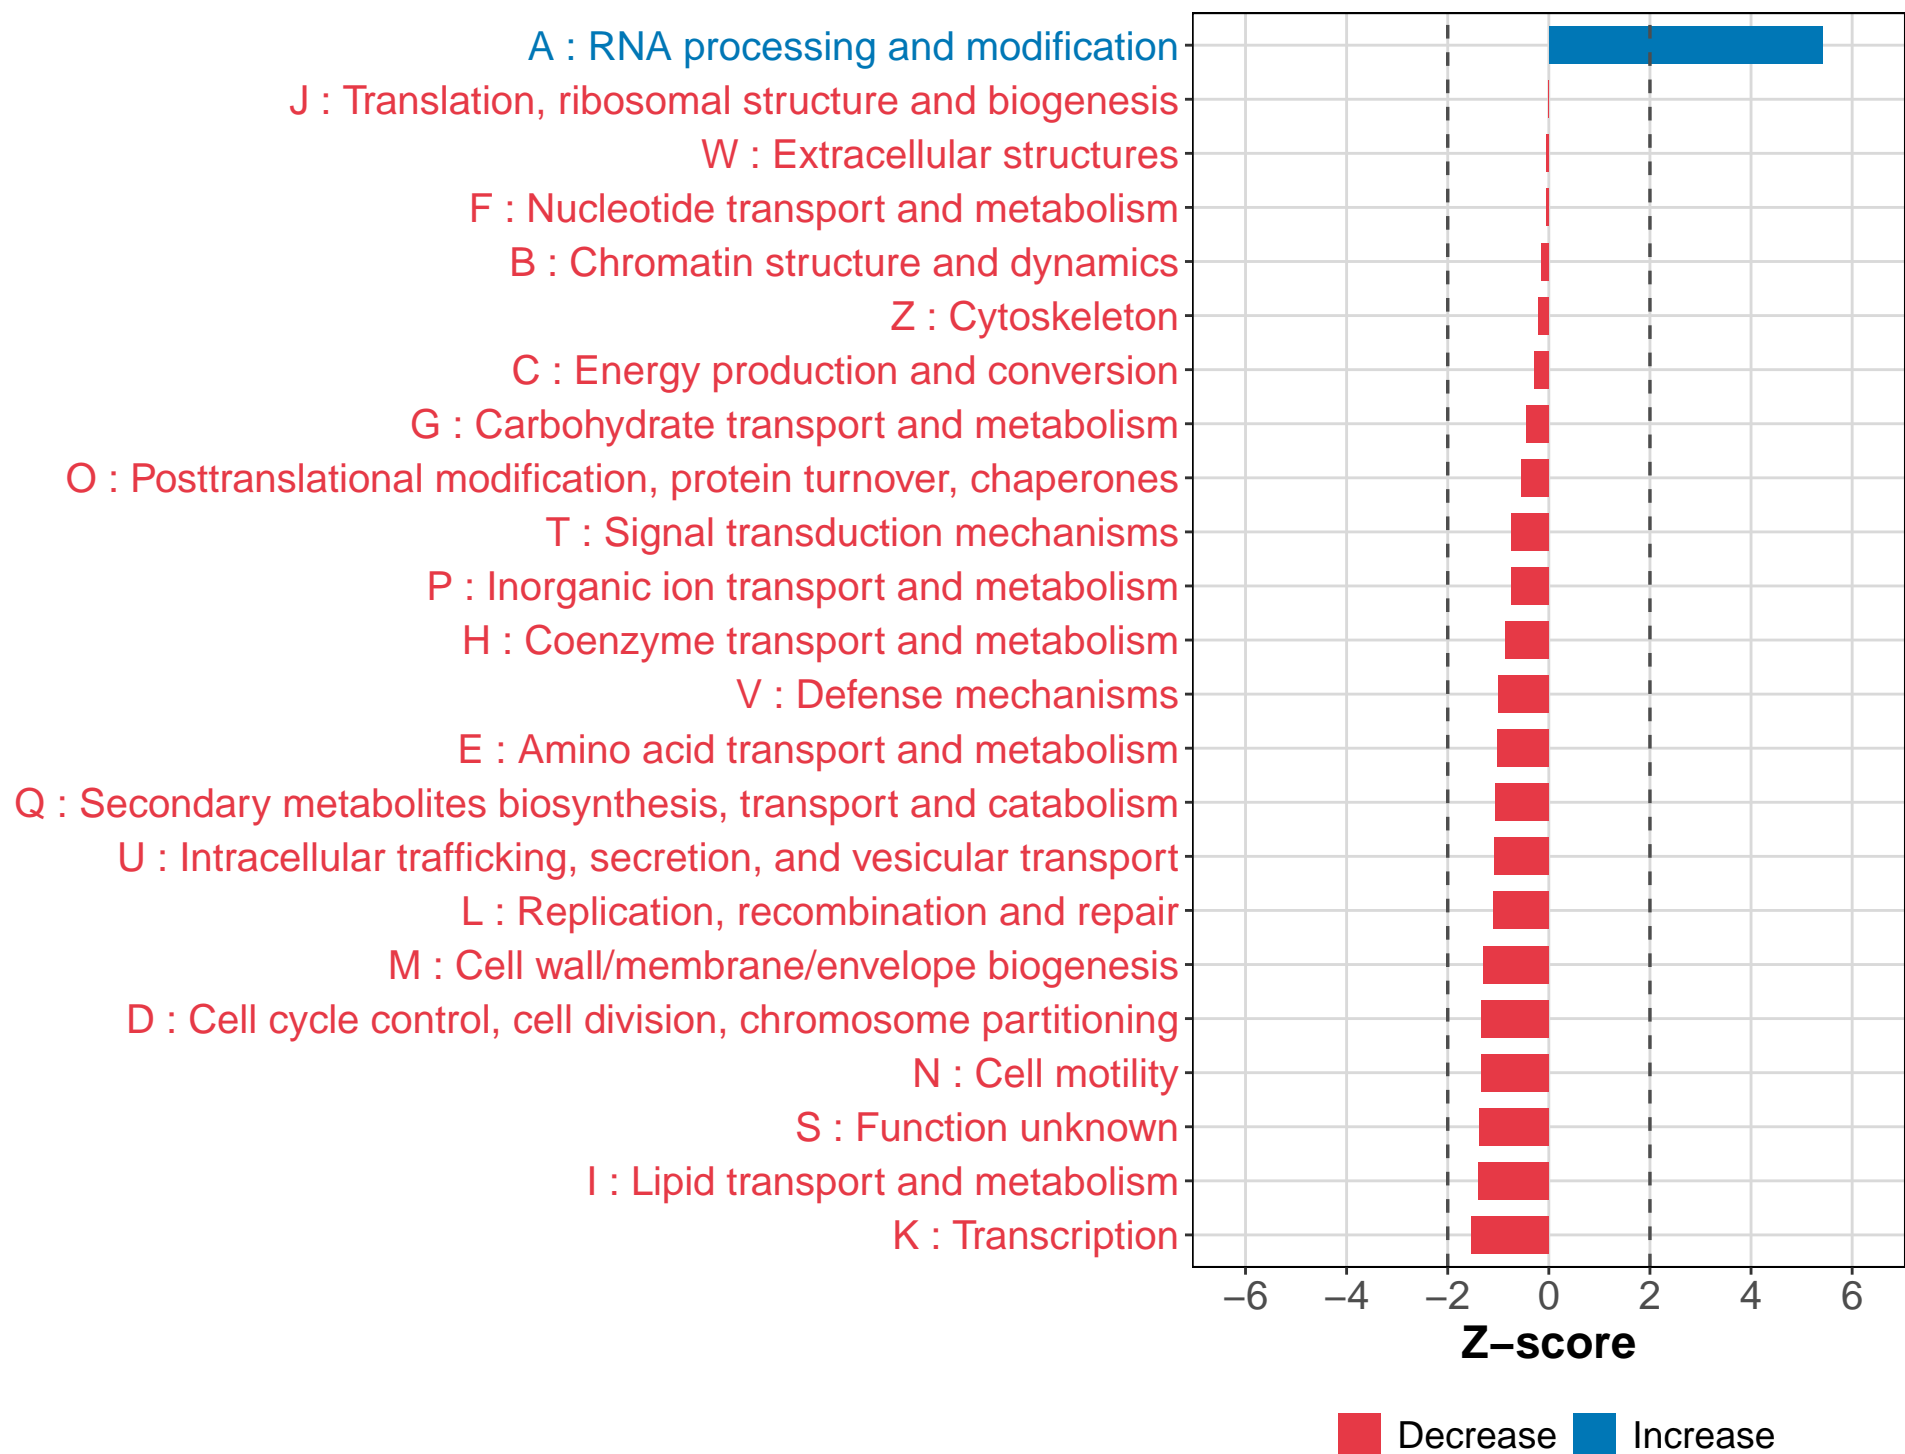 A : RNA processing and modification
J : Translation, ribosomal structure and biogenesis
W : Extracellular structures
F : Nucleotide transport and metabolism
B : Chromatin structure and dynamics
Z : Cytoskeleton
C : Energy production and conversion
G : Carbohydrate transport and metabolism
O : Posttranslational modification, protein turnover, chaperones
T : Signal transduction mechanisms
P : Inorganic ion transport and metabolism
H : Coenzyme transport and metabolism
V : Defense mechanisms
E : Amino acid transport and metabolism
Q : Secondary metabolites biosynthesis, transport and catabolism
U : Intracellular trafficking, secretion, and vesicular transport
L : Replication, recombination and repair
M : Cell wall/membrane/envelope biogenesis
D : Cell cycle control, cell division, chromosome partitioning
N : Cell motility
S : Function unknown
I : Lipid transport and metabolism
K : Transcription
−6 −4 −2 0 2 4 6
Z−score
Decrease Increase